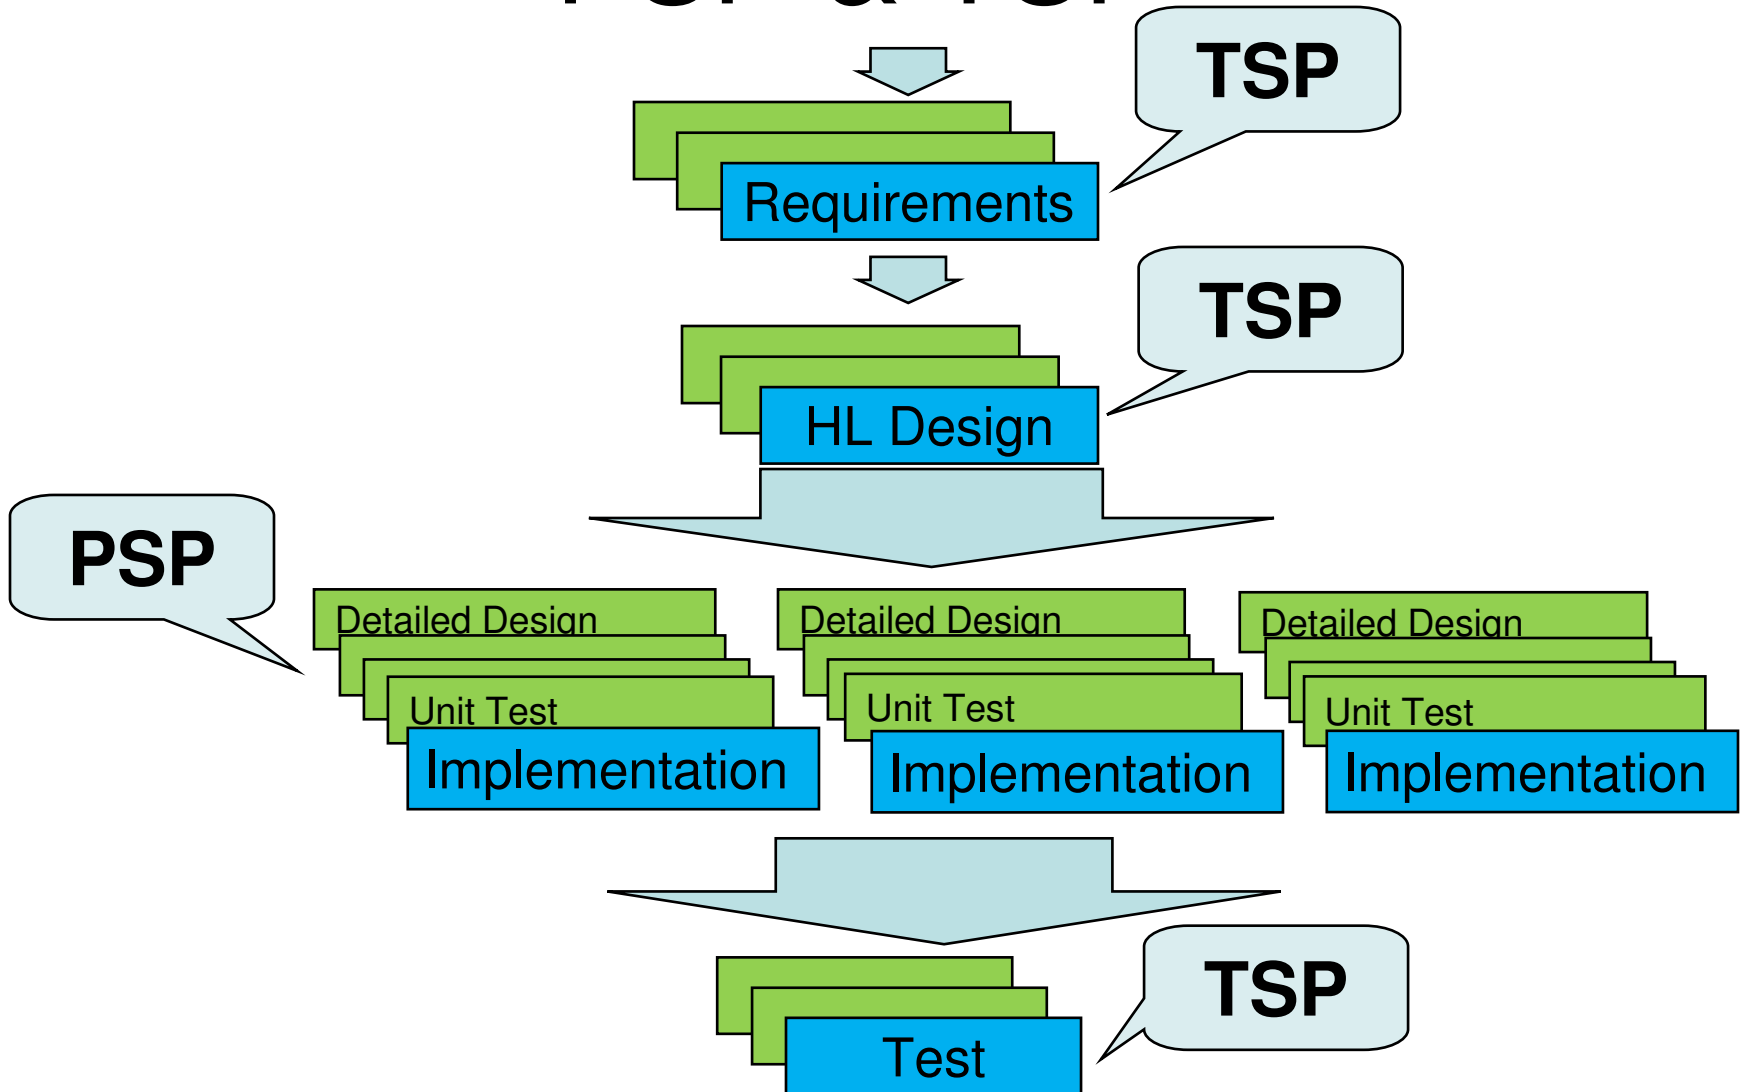 TSP
Requirements
TSP
HL Design
PSP
Detailed Design
Detailed Design
Detailed Design
Unit Test
Unit Test
Unit Test
Implementation
Implementation
Implementation
TSP
Test